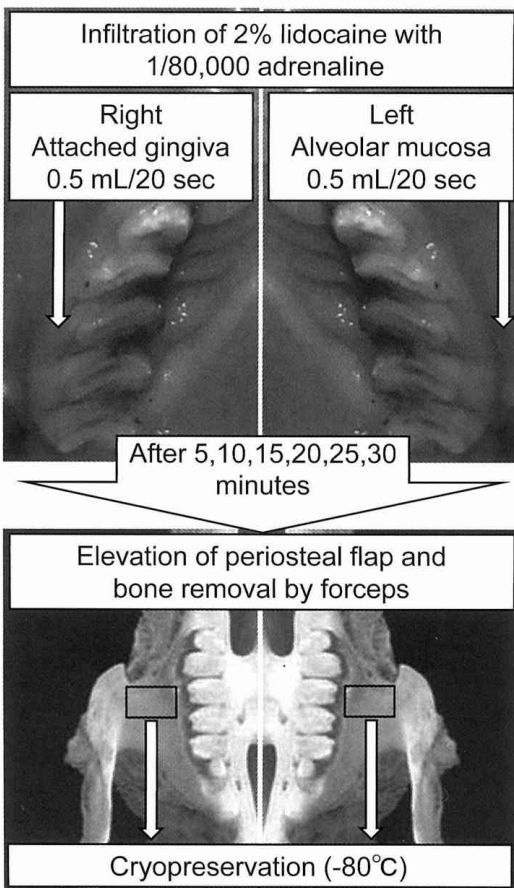 Infiltration of 2% lidocaine with
1/80,000 adrenaline
Right
Attached gingiva
0.5 mL/20 sec
Left
Alveolar mucosa
0.5 mL/20 sec
After 5,10,15,20,25,30
minutes
Elevation of periosteal flap and
bone removal by forceps
Cryopreservation (-80℃)